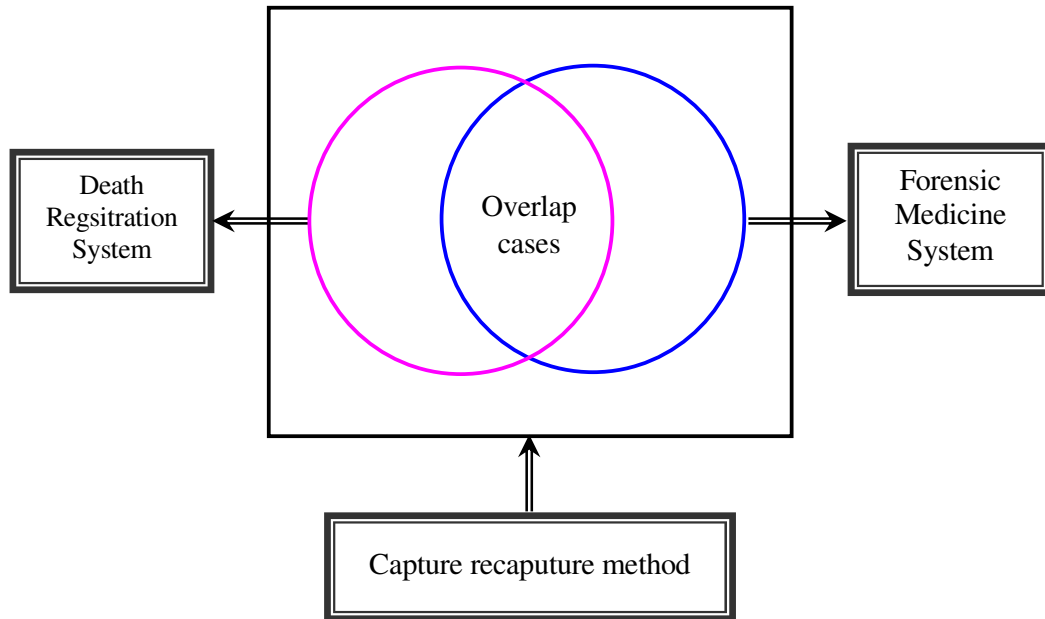 Death
Regsitration
System
Overlap
cases
Forensic
Medicine
System
Capture recaputure method